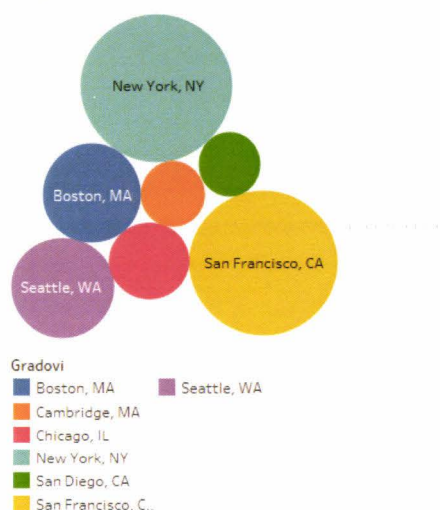 New York, NY
Boston, MA
San Francisco, CA
Seattle, WA
Gradovi
Boston, MA
Seattle, WA
Cambridge, MA
Chicago, IL
New York, NY
San Diego, CA
San Francisco, C..